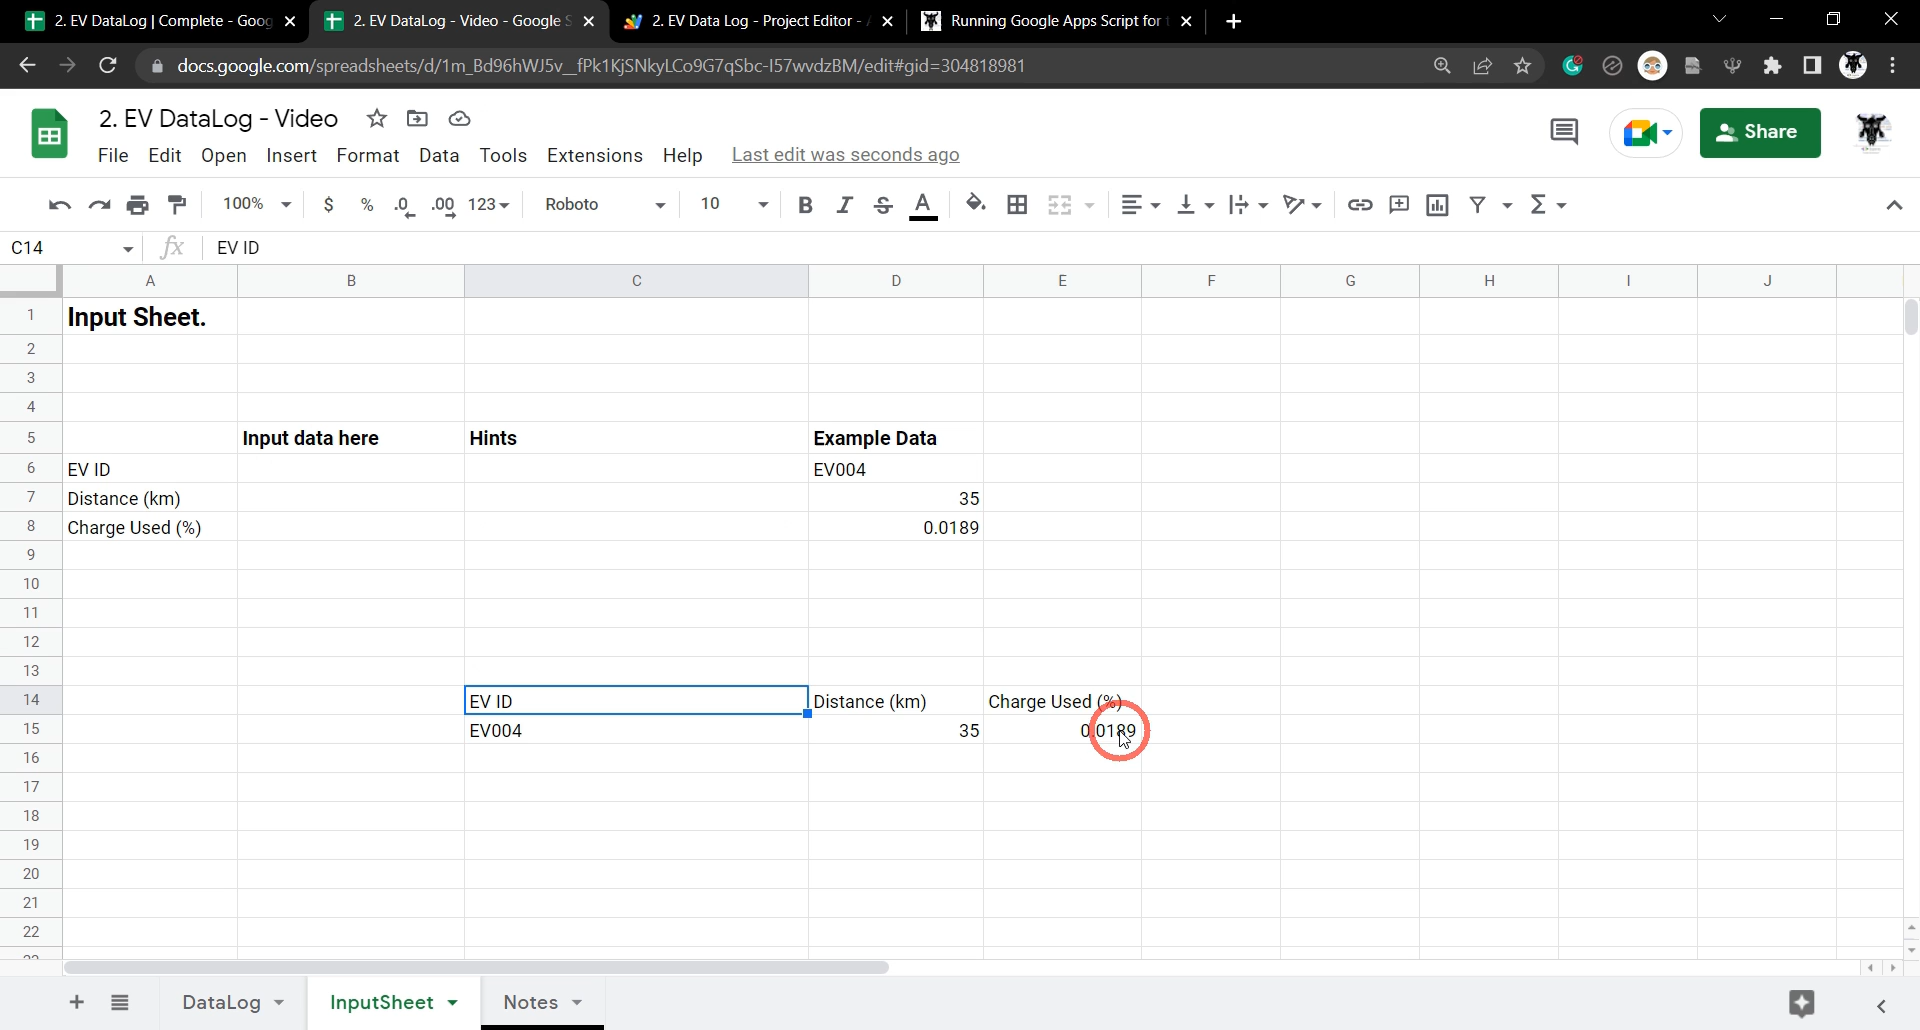 2. EV DataLog | Complete - Goog
2. EV DataLog - Video - Google S
2. EV Data Log - Project Editor - A
Running Google Apps Script for t
docs.google.com/spreadsheets/d/1m_Bd96hWJ5v__fPk1KjSNkyLCo9G7qSbc-I57wvdzBM/edit#gid=304818981
2. EV DataLog - Video
Share
File Edit Open Insert Format Data Tools Extensions Help Last edit was seconds ago
100% $ % .0 .00 123 Roboto 10 B I S A Σ
C14 fx EV ID
A B C D E F G H I J
1 Input Sheet.
2
3
4
5 Input data here Hints Example Data
6 EV ID EV004
7 Distance (km) 35
8 Charge Used (%) 0.0189
9
10
11
12
13
14 EV ID Distance (km) Charge Used (%)
15 EV004 35 0.0189
16
17
18
19
20
21
22
23
DataLog InputSheet Notes